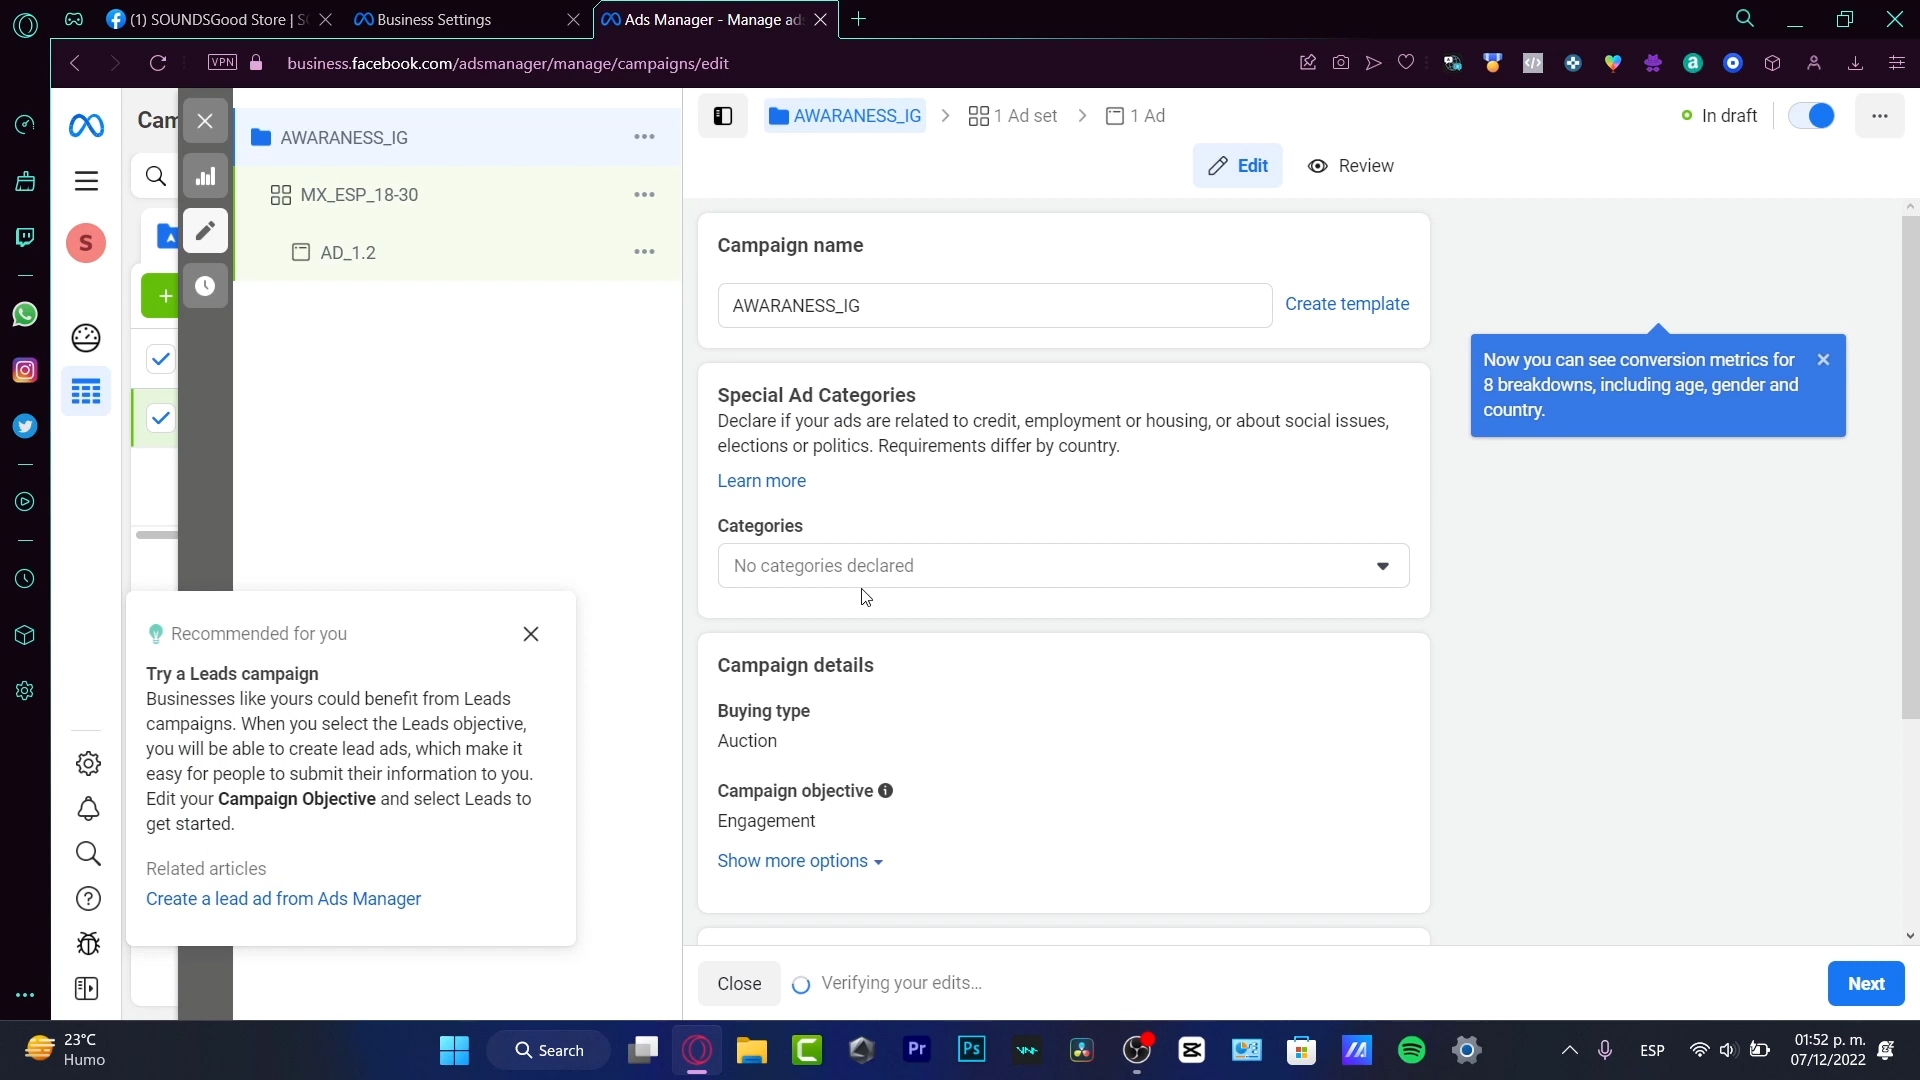 (1) SOUNDSGood Store | S
Business Settings
Ads Manager - Manage ads
VPN
business.facebook.com/adsmanager/manage/campaigns/edit
Cam
AWARANESS_IG
MX_ESP_18-30
AD_1.2
S
AWARANESS_IG
1 Ad set
1 Ad
In draft
Edit
Review
Campaign name
AWARANESS_IG
Create template
Special Ad Categories
Declare if your ads are related to credit, employment or housing, or about social issues,
elections or politics. Requirements differ by country.
Learn more
Categories
No categories declared
Now you can see conversion metrics for
8 breakdowns, including age, gender and
country.
Campaign details
Buying type
Auction
Campaign objective
Engagement
Show more options
Recommended for you
Try a Leads campaign
Businesses like yours could benefit from Leads
campaigns. When you select the Leads objective,
you will be able to create lead ads, which make it
easy for people to submit their information to you.
Edit your Campaign Objective and select Leads to
get started.
Related articles
Create a lead ad from Ads Manager
Close
Verifying your edits...
Next
23°C
Humo
Search
Pr
Ps
ESP
01:52 p. m.
07/12/2022